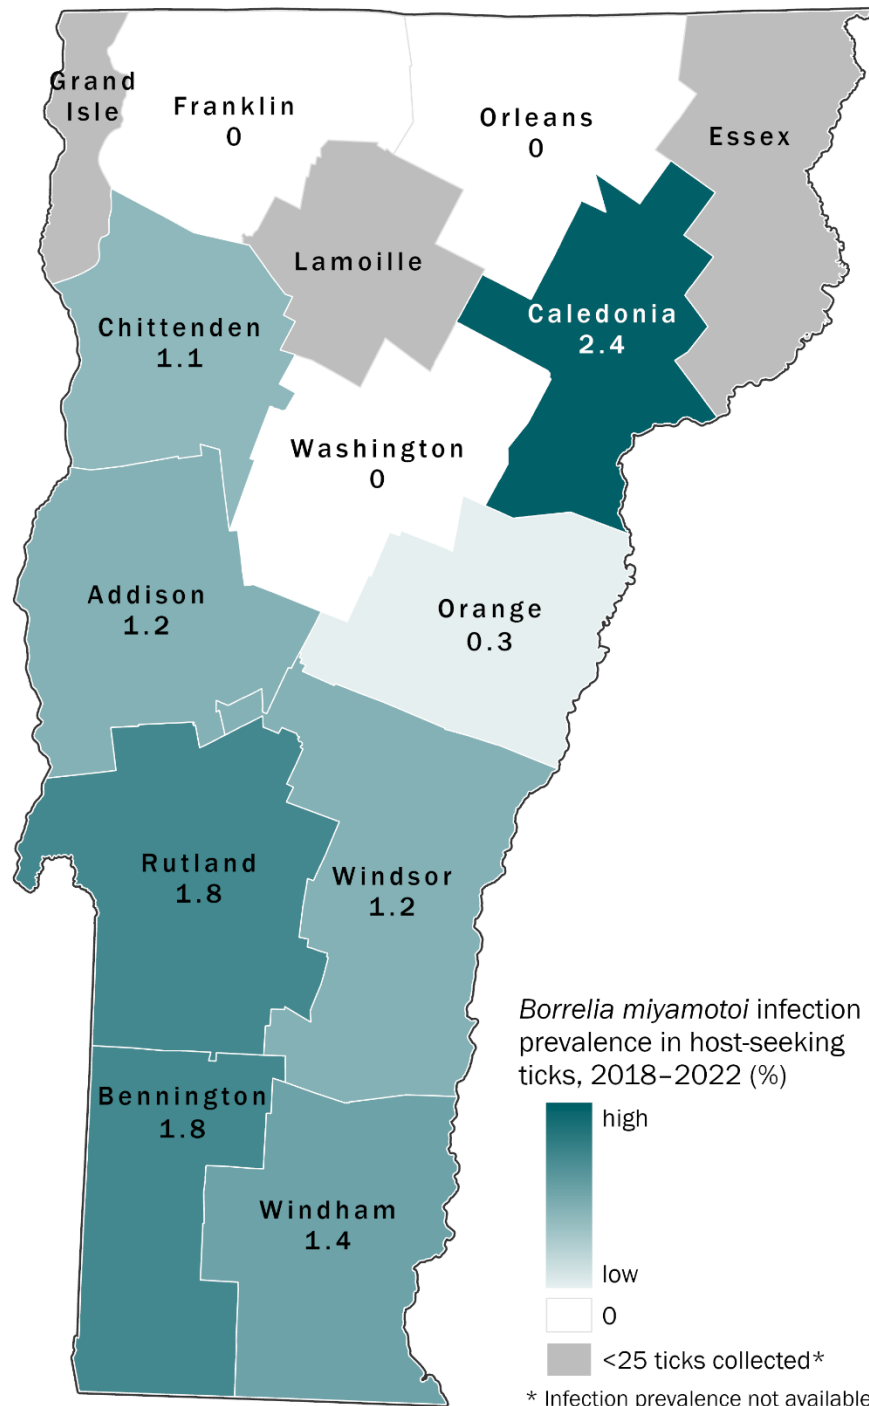 Grand
Isle
Franklin
0
Orleans
0
Essex
Lamoille
Chittenden
1.1
Caledonia
2.4
Washington
0
Addison
1.2
Orange
0.3
Rutland
1.8
Windsor
1.2
Bennington
1.8
Windham
1.4
Borrelia miyamotoi infection
prevalence in host-seeking
ticks, 2018–2022 (%)
high
low
0
<25 ticks collected*
* Infection prevalence not available